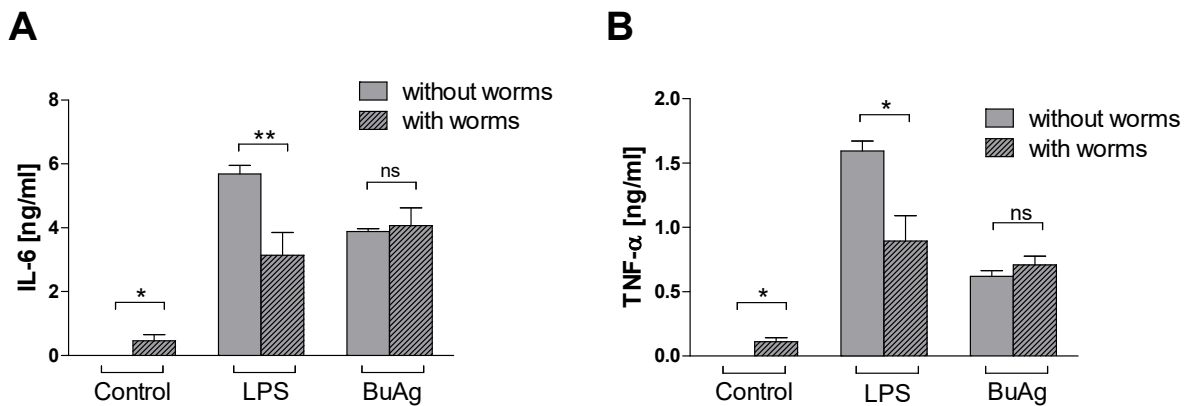 A
without worms
with worms
IL-6 [ng/ml]
8
6
4
2
0
*
**
ns
Control
LPS
BuAg
B
without worms
with worms
TNF-α [ng/ml]
2.0
1.5
1.0
0.5
0.0
*
*
ns
Control
LPS
BuAg